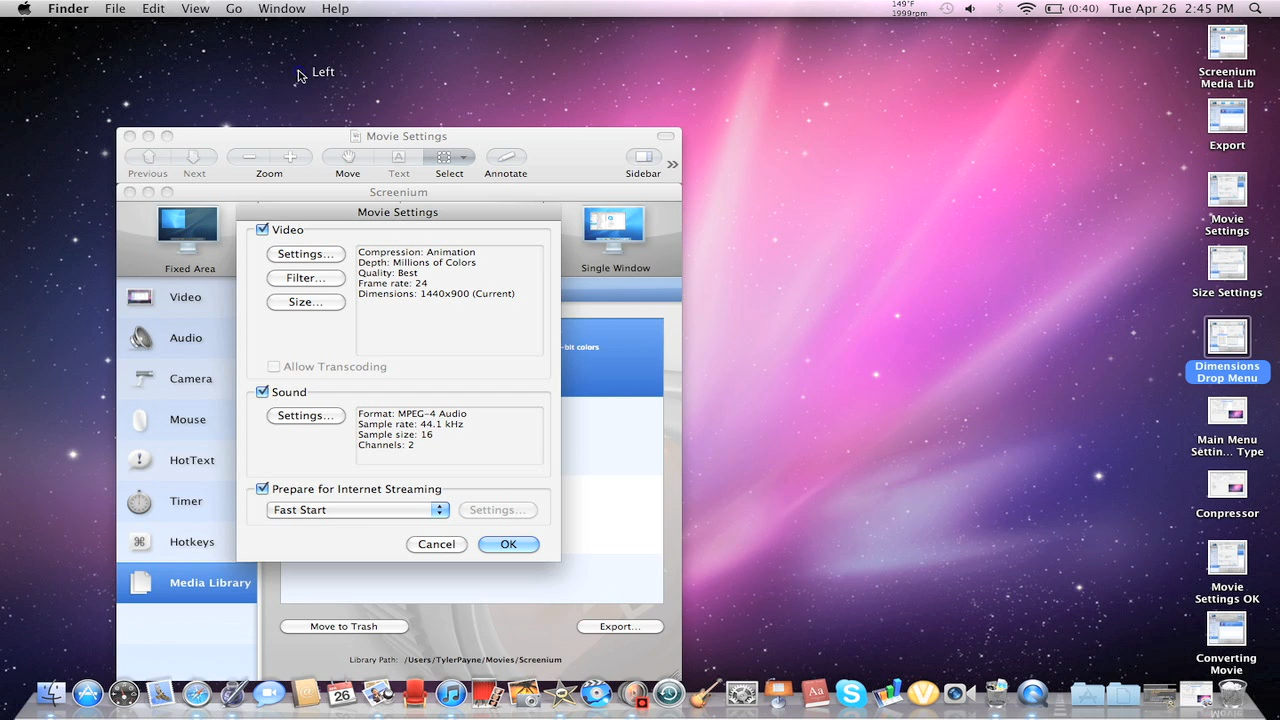 Finder File Edit View Go Window Help
149°F
1999rpm
(0:40) Tue Apr 26 2:45 PM
Left
Screenium
Media Lib
Export
Movie
Settings
Size Settings
Dimensions
Drop Menu
Main Menu
Settin... Type
Conpressor
Movie
Settings OK
Converting
Movie
Movie Settings
Previous Next Zoom Move Text Select Annotate Sidebar
Screenium
Fixed Area
Single Window
Video
Audio
Camera
Mouse
HotText
Timer
Hotkeys
Media Library
Movie Settings
Video
Settings...
Filter...
Size...
Compression: Animation
Depth: Millions of Colors
Quality: Best
Frame rate: 24
Dimensions: 1440x900 (Current)
Allow Transcoding
Sound
Settings...
Format: MPEG-4 Audio
Sample rate: 44.1 kHz
Sample size: 16
Channels: 2
Prepare for Internet Streaming
Fast Start
Settings...
Cancel OK
-bit colors
Move to Trash
Export...
Library Path: /Users/TylerPayne/Movies/Screenium
26
Aa